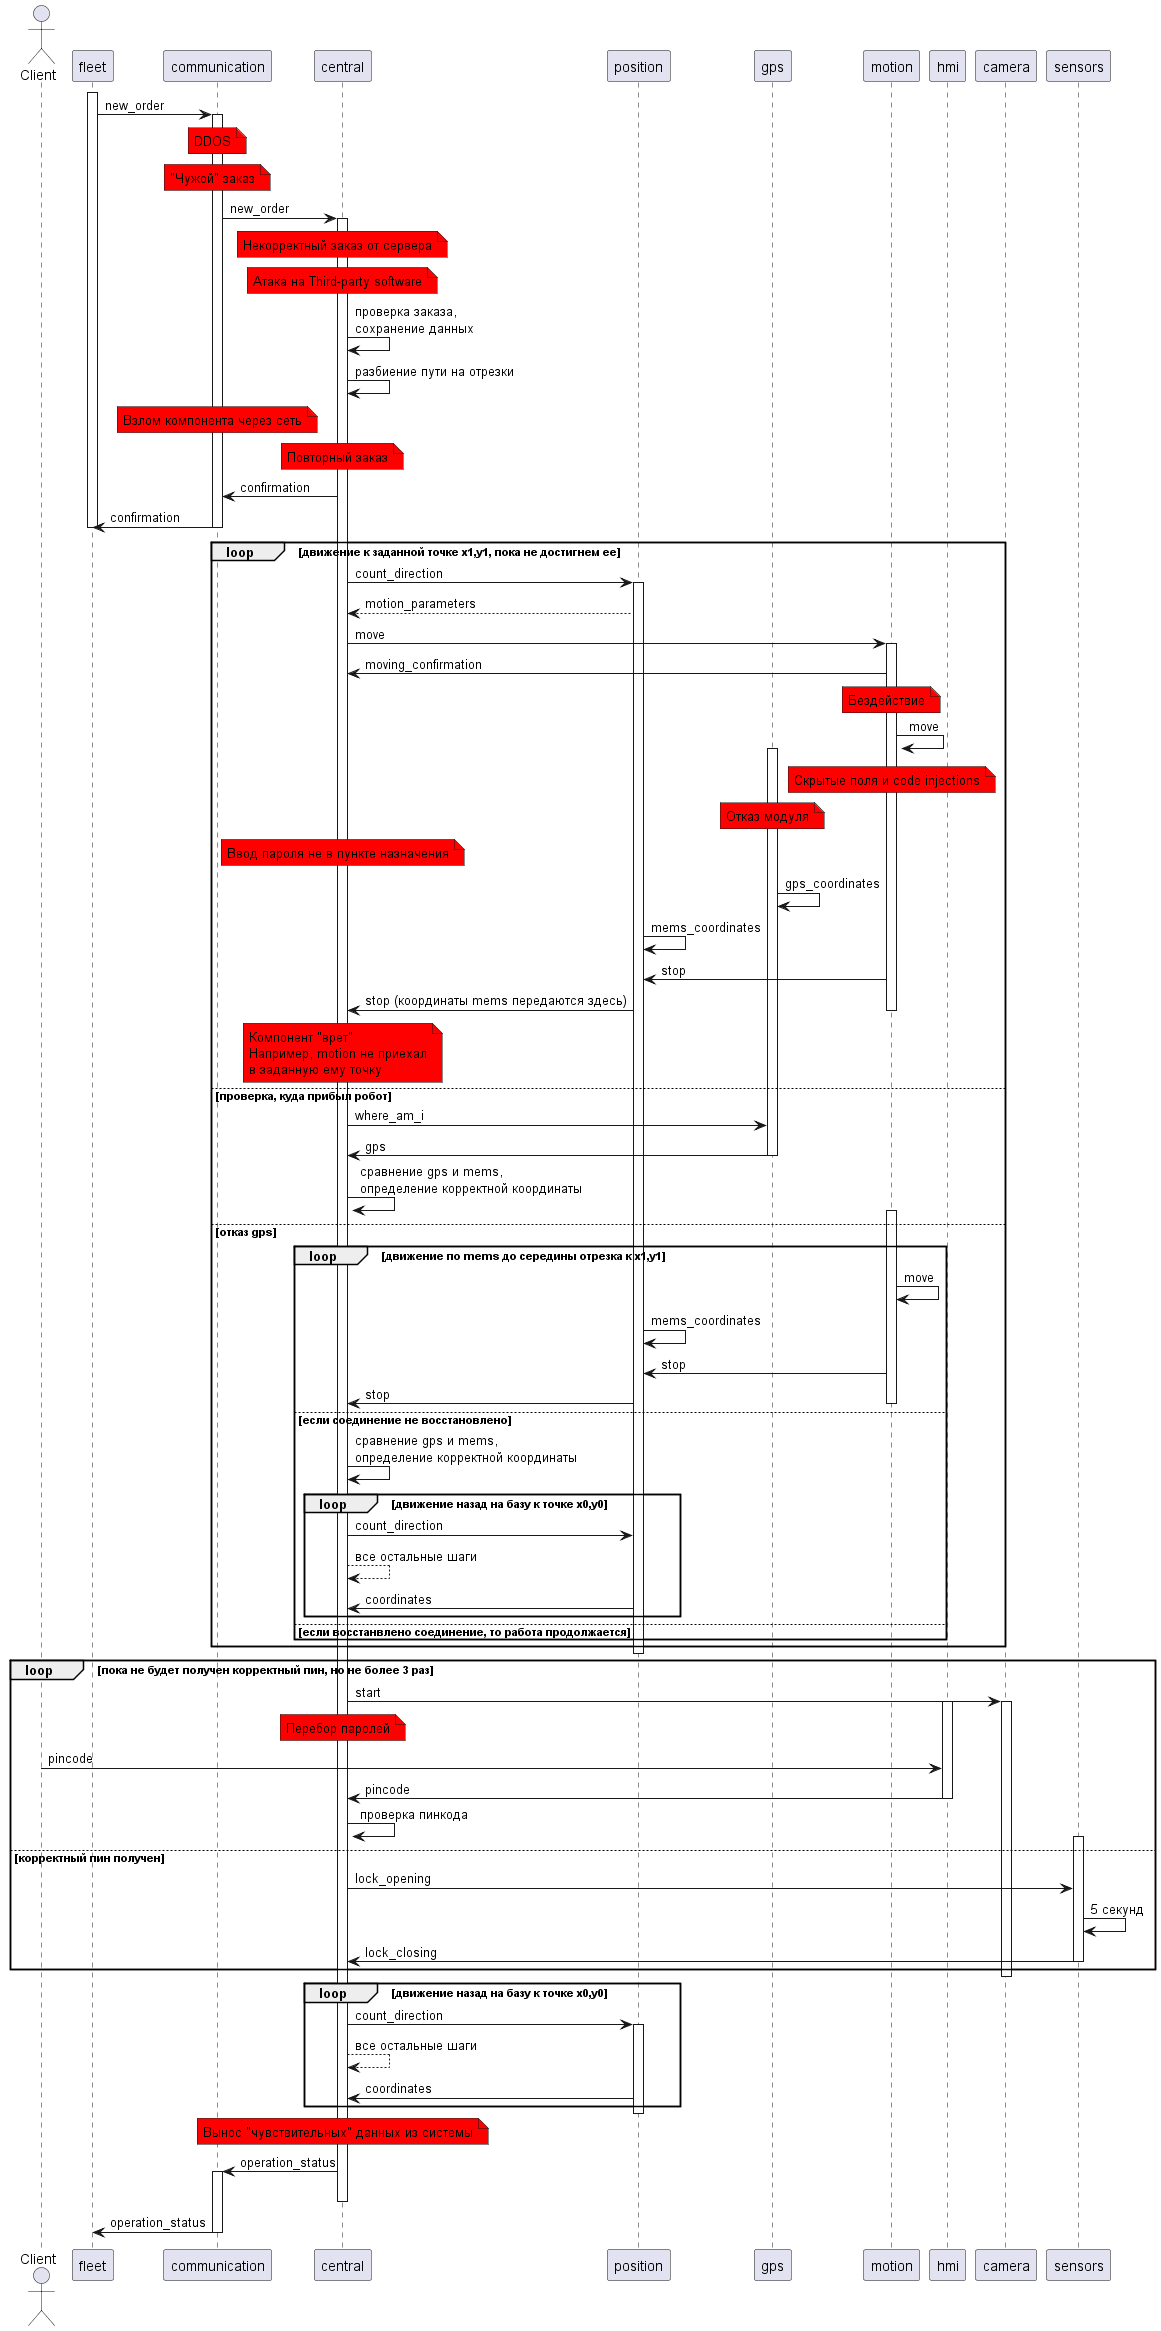 Client
fleet
communication
central
position
gps
motion
hmi
camera
sensors
new_order
DDOS
"Чужой" заказ
new_order
Некорректный заказ от сервера
Атака на Third-party software
проверка заказа,
сохранение данных
разбиение пути на отрезки
Взлом компонента через сеть
Повторный заказ
confirmation
confirmation
loop [движение к заданной точке x1,y1, пока не достигнем ее]
count_direction
motion_parameters
move
moving_confirmation
Бездействие
move
Скрытые поля и code injections
Отказ модуля
Ввод пароля не в пункте назначения
gps_coordinates
mems_coordinates
stop
stop (координаты mems передаются здесь)
Компонент "врет"
Например, motion не приехал
в заданную ему точку
[проверка, куда прибыл робот]
where_am_i
gps
сравнение gps и mems,
определение корректной координаты
[отказ gps]
loop [движение по mems до середины отрезка к x1,y1]
move
mems_coordinates
stop
stop
[если соединение не восстановлено]
сравнение gps и mems,
определение корректной координаты
loop [движение назад на базу к точке x0,y0]
count_direction
все остальные шаги
coordinates
[если восстанвлено соединение, то работа продолжается]
loop [пока не будет получен корректный пин, но не более 3 раз]
start
Перебор паролей
pincode
pincode
проверка пинкода
[корректный пин получен]
lock_opening
5 секунд
lock_closing
loop [движение назад на базу к точке x0,y0]
count_direction
все остальные шаги
coordinates
Вынос "чувствительных" данных из системы
operation_status
operation_status
Client
fleet
communication
central
position
gps
motion
hmi
camera
sensors